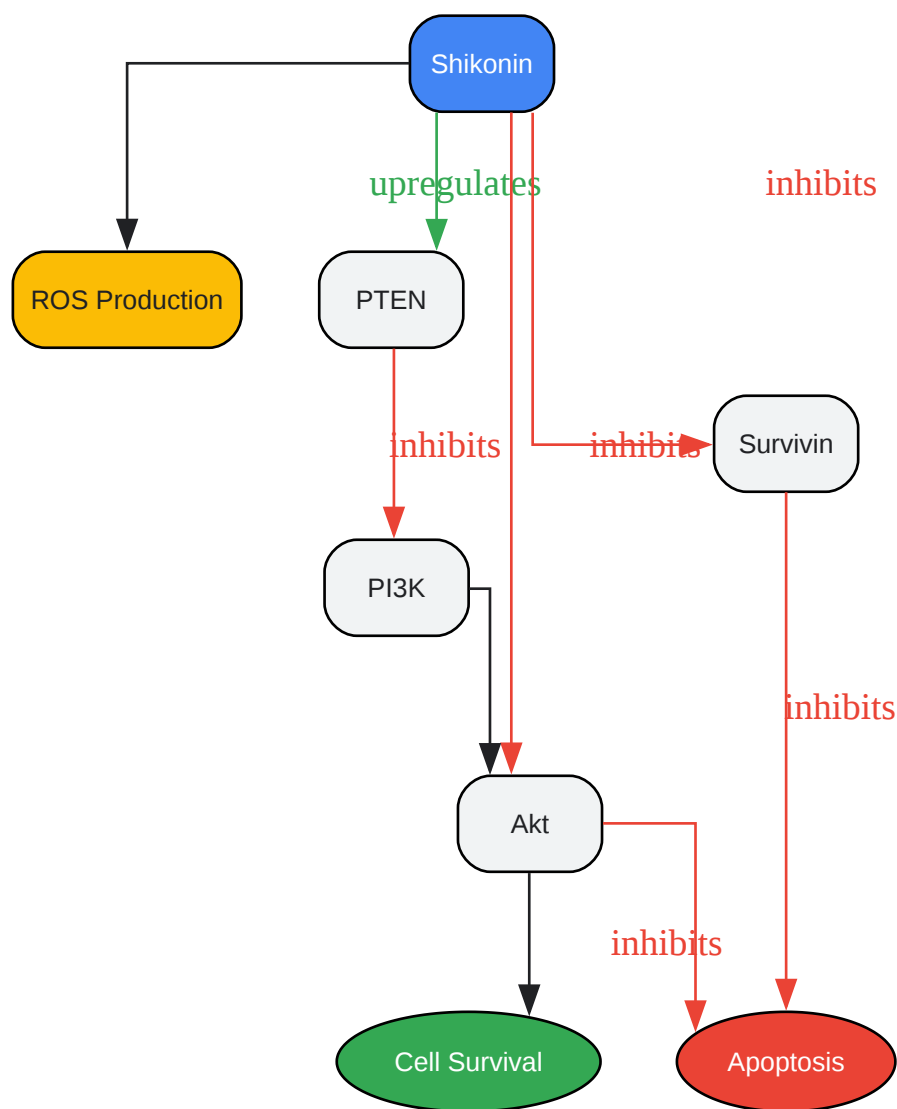 Shikonin
upregulates
inhibits
ROS Production
PTEN
inhibits
inhibits
Survivin
PI3K
inhibits
Akt
inhibits
Cell Survival
Apoptosis